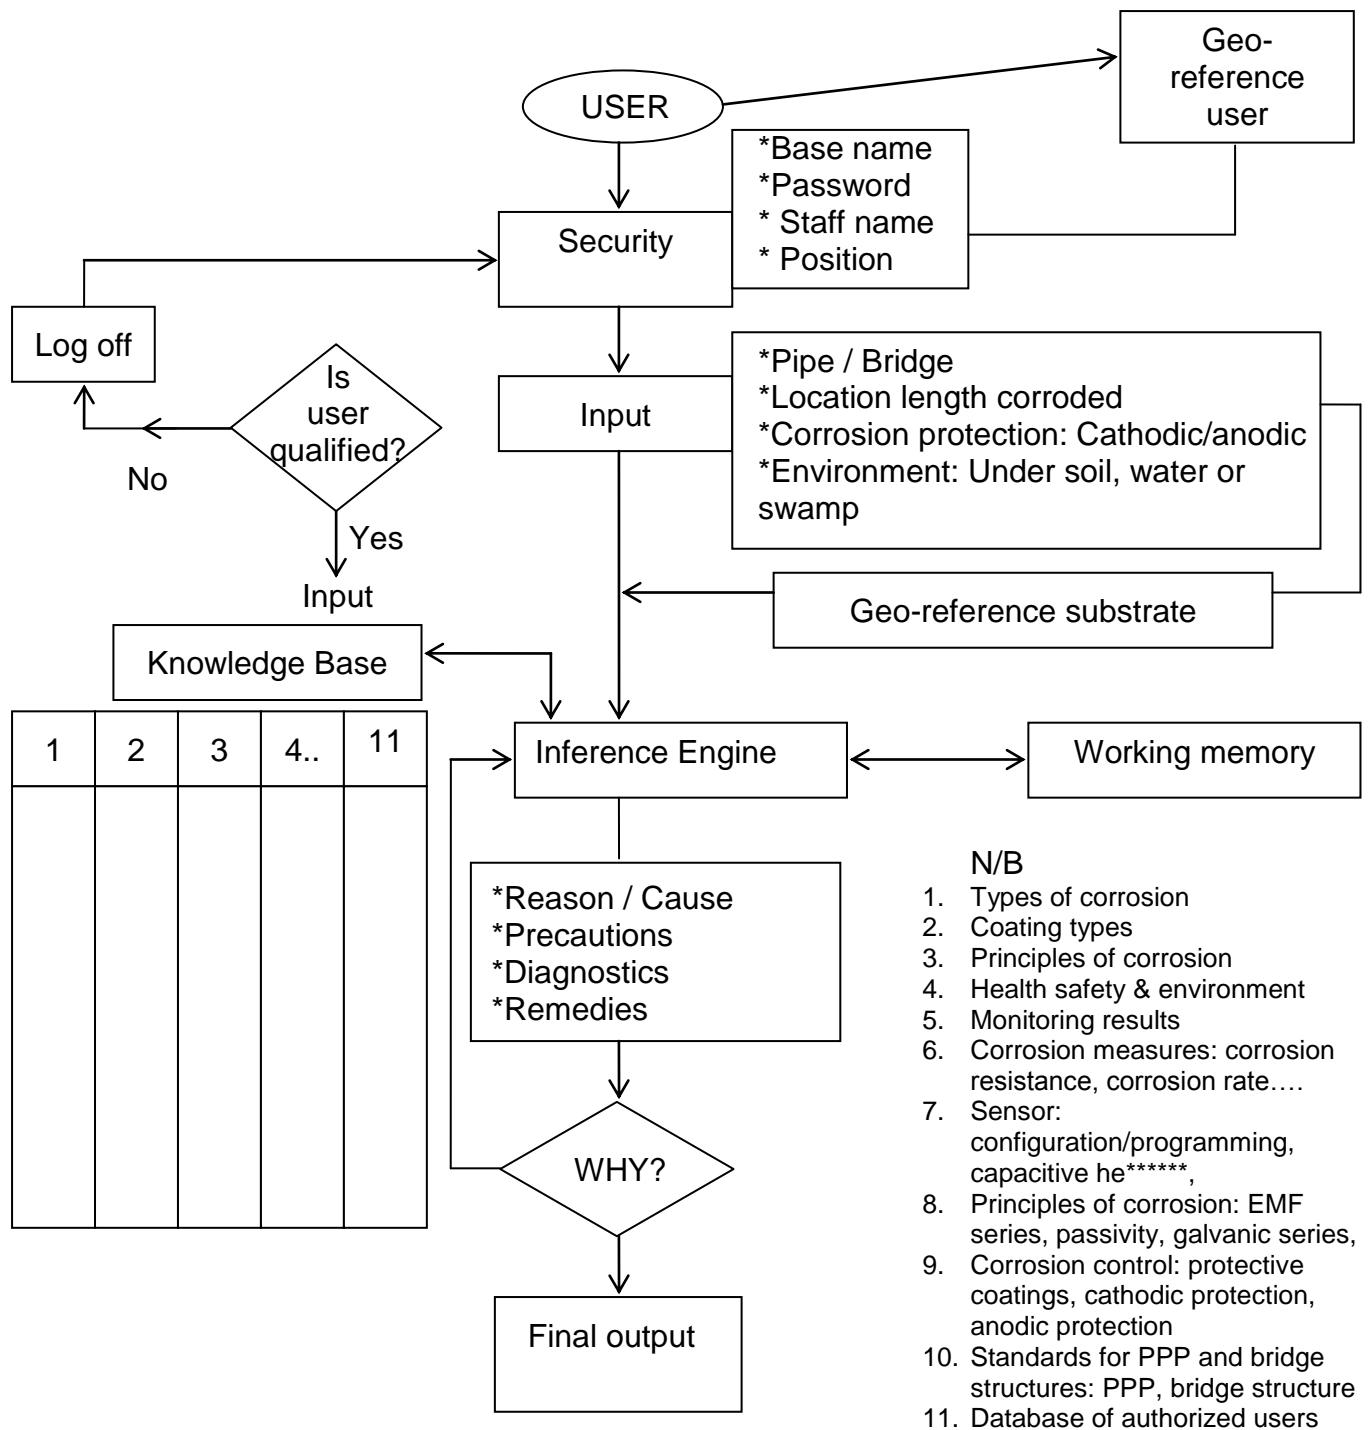 Geo-
reference
user
USER
*Base name
*Password
* Staff name
* Position
Security
Log off
Is
user
qualified?
No
Yes
Input
Input
*Pipe / Bridge
*Location length corroded
*Corrosion protection: Cathodic/anodic
*Environment: Under soil, water or
swamp
Geo-reference substrate
Knowledge Base
1 2 3 4.. 11
Inference Engine
Working memory
*Reason / Cause
*Precautions
*Diagnostics
*Remedies
WHY?
Final output
N/B
1. Types of corrosion
2. Coating types
3. Principles of corrosion
4. Health safety & environment
5. Monitoring results
6. Corrosion measures: corrosion
resistance, corrosion rate….
7. Sensor:
configuration/programming,
capacitive he******,
8. Principles of corrosion: EMF
series, passivity, galvanic series,
9. Corrosion control: protective
coatings, cathodic protection,
anodic protection
10. Standards for PPP and bridge
structures: PPP, bridge structure
11. Database of authorized users